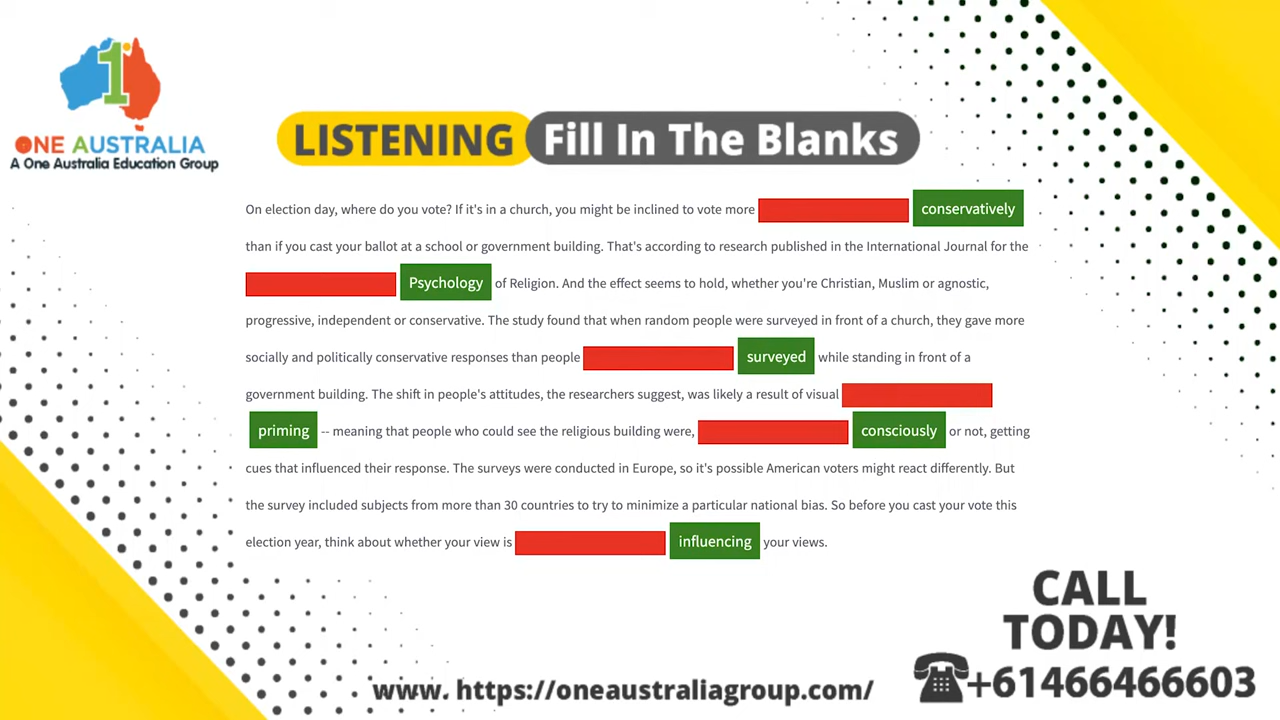 1
ONE AUSTRALIA
A One Australia Education Group
LISTENING Fill In The Blanks
On election day, where do you vote? If it's in a church, you might be inclined to vote more conservatively
than if you cast your ballot at a school or government building. That's according to research published in the International Journal for the
Psychology of Religion. And the effect seems to hold, whether you're Christian, Muslim or agnostic,
progressive, independent or conservative. The study found that when random people were surveyed in front of a church, they gave more
socially and politically conservative responses than people surveyed while standing in front of a
government building. The shift in people's attitudes, the researchers suggest, was likely a result of visual
priming -- meaning that people who could see the religious building were, consciously or not, getting
cues that influenced their response. The surveys were conducted in Europe, so it's possible American voters might react differently. But
the survey included subjects from more than 30 countries to try to minimize a particular national bias. So before you cast your vote this
election year, think about whether your view is influencing your views.
CALL
TODAY!
+61466466603
www. https://oneaustraliagroup.com/